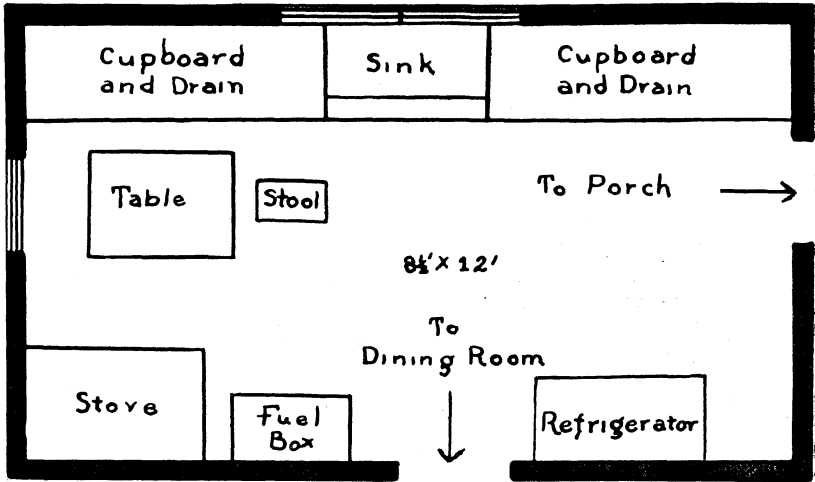 Cupboard
and Drain
Sink
Cupboard
and Drain
Table
Stool
To Porch
8½' X 12'
To
Dining Room
Stove
Fuel
Box
Refrigerator